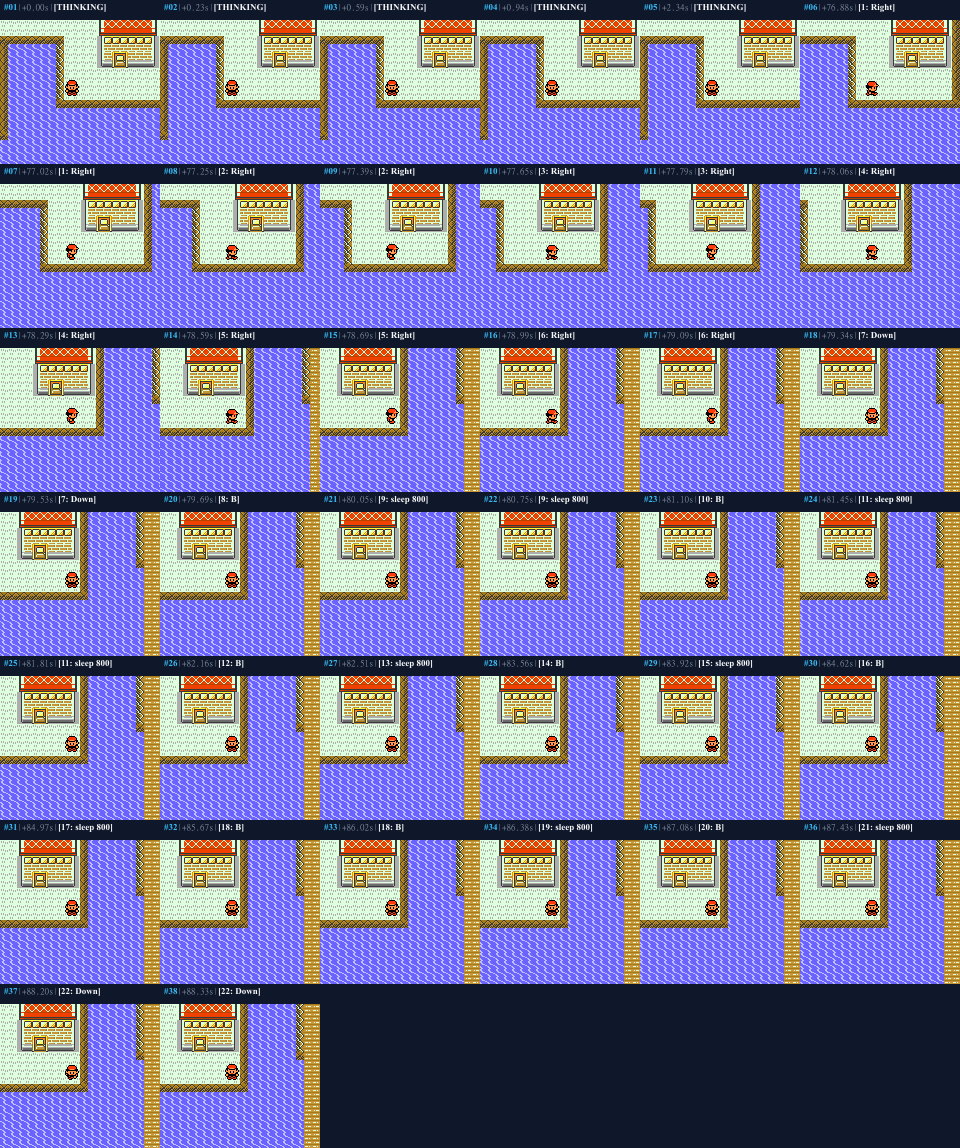 #01|+0.00s|[THINKING] #02|+0.23s|[THINKING] #03|+0.59s|[THINKING] #04|+0.94s|[THINKING] #05|+2.34s|[THINKING] #06|+76.88s|[1: Right]
#07|+77.02s|[1: Right] #08|+77.25s|[2: Right] #09|+77.39s|[2: Right] #10|+77.65s|[3: Right] #11|+77.79s|[3: Right] #12|+78.06s|[4: Right]
#13|+78.29s|[4: Right] #14|+78.59s|[5: Right] #15|+78.69s|[5: Right] #16|+78.99s|[6: Right] #17|+79.09s|[6: Right] #18|+79.34s|[7: Down]
#19|+79.53s|[7: Down] #20|+79.69s|[8: B] #21|+80.05s|[9: sleep 800] #22|+80.75s|[9: sleep 800] #23|+81.10s|[10: B] #24|+81.45s|[11: sleep 800]
#25|+81.81s|[11: sleep 800] #26|+82.16s|[12: B] #27|+82.51s|[13: sleep 800] #28|+83.56s|[14: B] #29|+83.92s|[15: sleep 800] #30|+84.62s|[16: B]
#31|+84.97s|[17: sleep 800] #32|+85.67s|[18: B] #33|+86.02s|[18: B] #34|+86.38s|[19: sleep 800] #35|+87.08s|[20: B] #36|+87.43s|[21: sleep 800]
#37|+88.20s|[22: Down] #38|+88.33s|[22: Down]